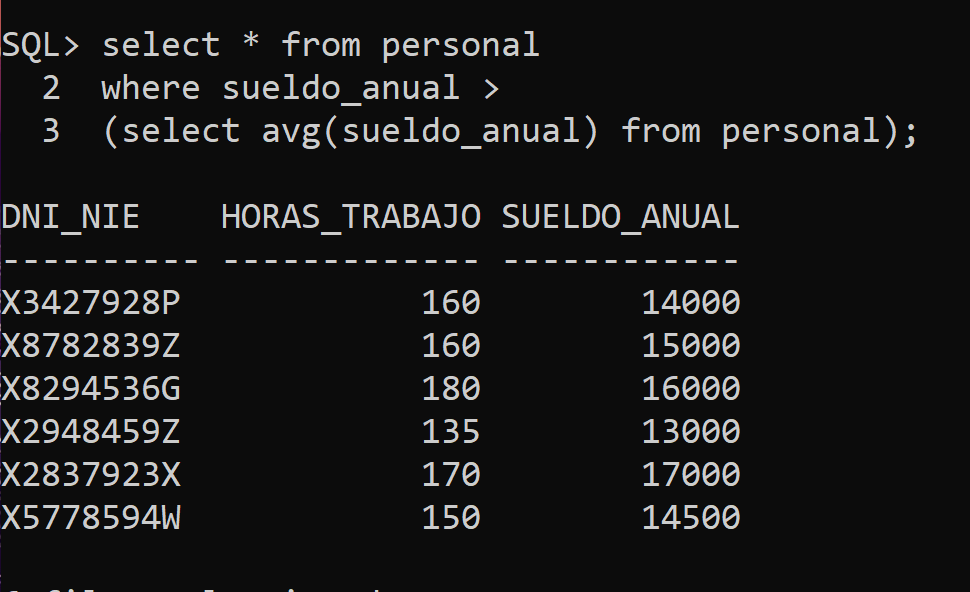 SQL> select * from personal
  2  where sueldo_anual >
  3  (select avg(sueldo_anual) from personal);
DNI_NIE    HORAS_TRABAJO SUELDO_ANUAL
---------- ------------- ------------
X3427928P            160        14000
X8782839Z            160        15000
X8294536G            180        16000
X2948459Z            135        13000
X2837923X            170        17000
X5778594W            150        14500